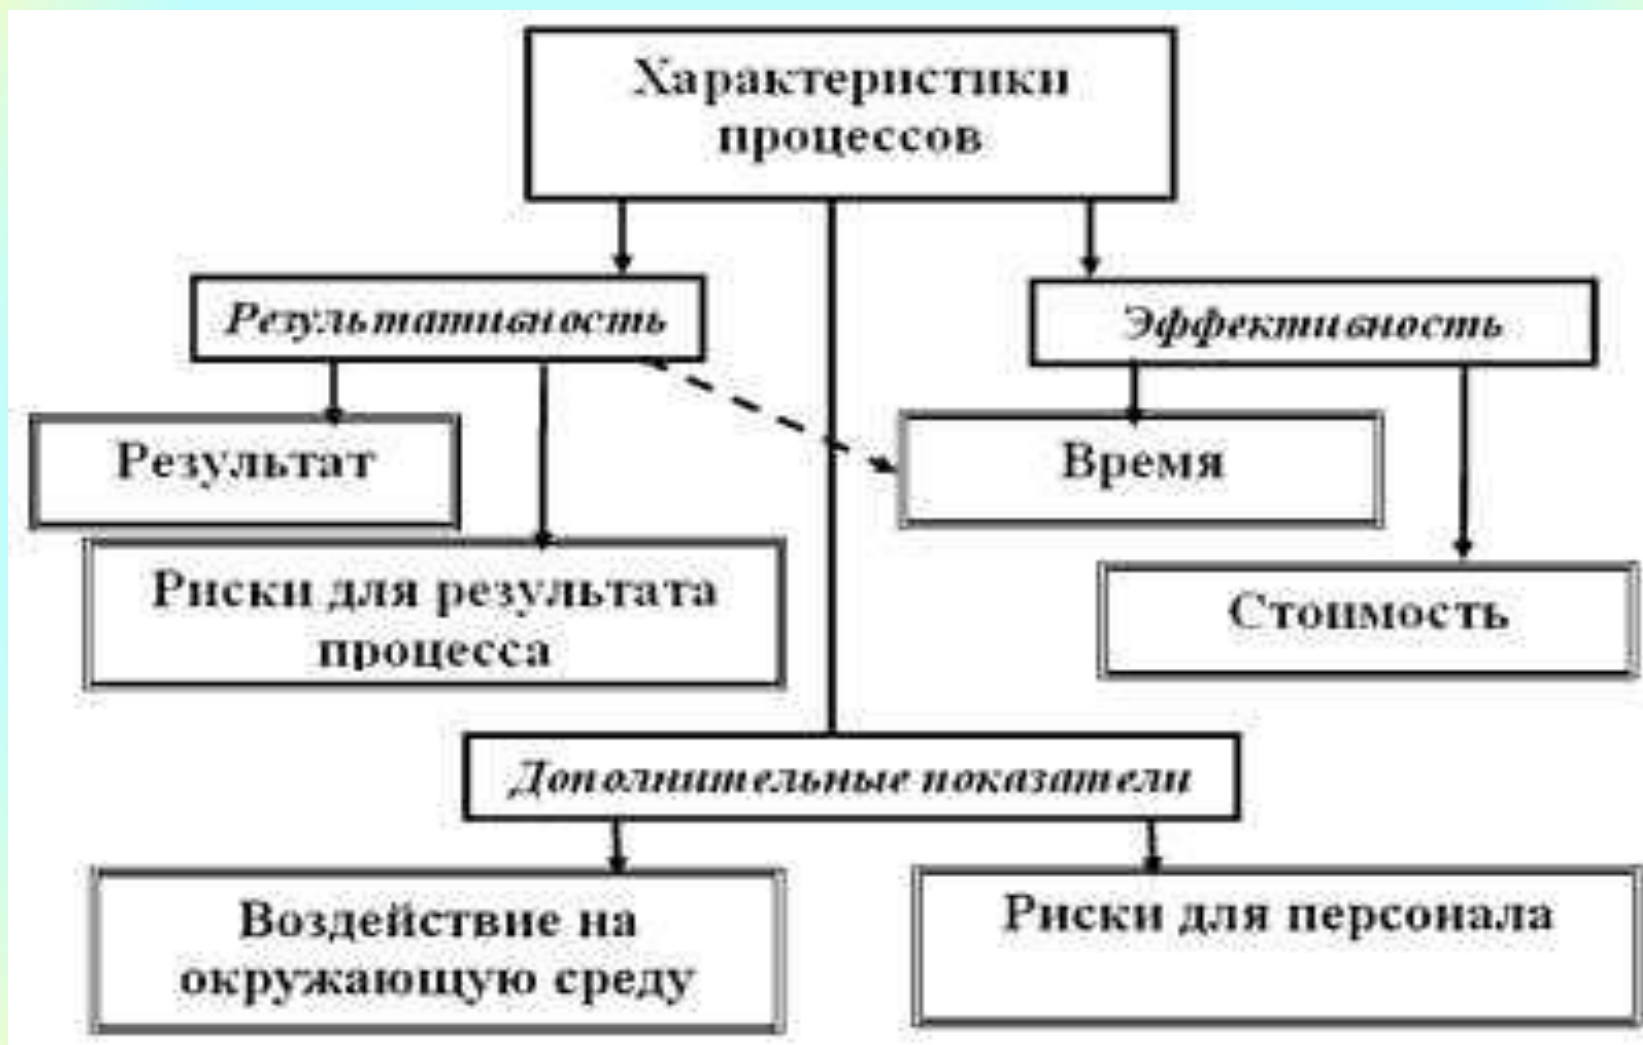 Характеристики
процессов
Результативность
Эффективность
Результат
Время
Риски для результата
процесса
Стоимость
Дополнительные показатели
Воздействие на
окружающую среду
Риски для персонала